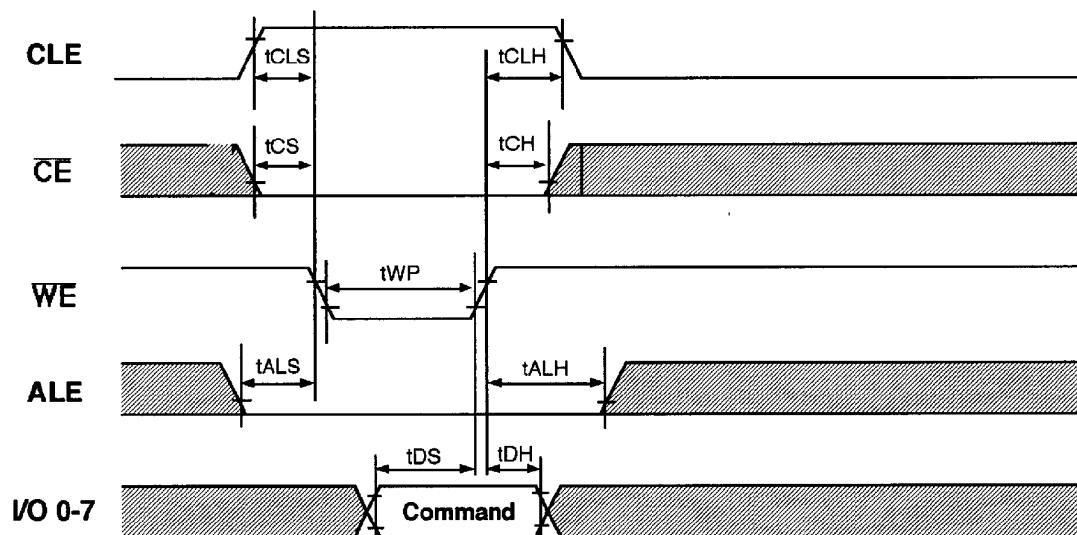 CLE
tCLS
tCLH
CE
tCS
tCH
WE
tWP
ALE
tALS
tALH
I/O 0-7
tDS
tDH
Command